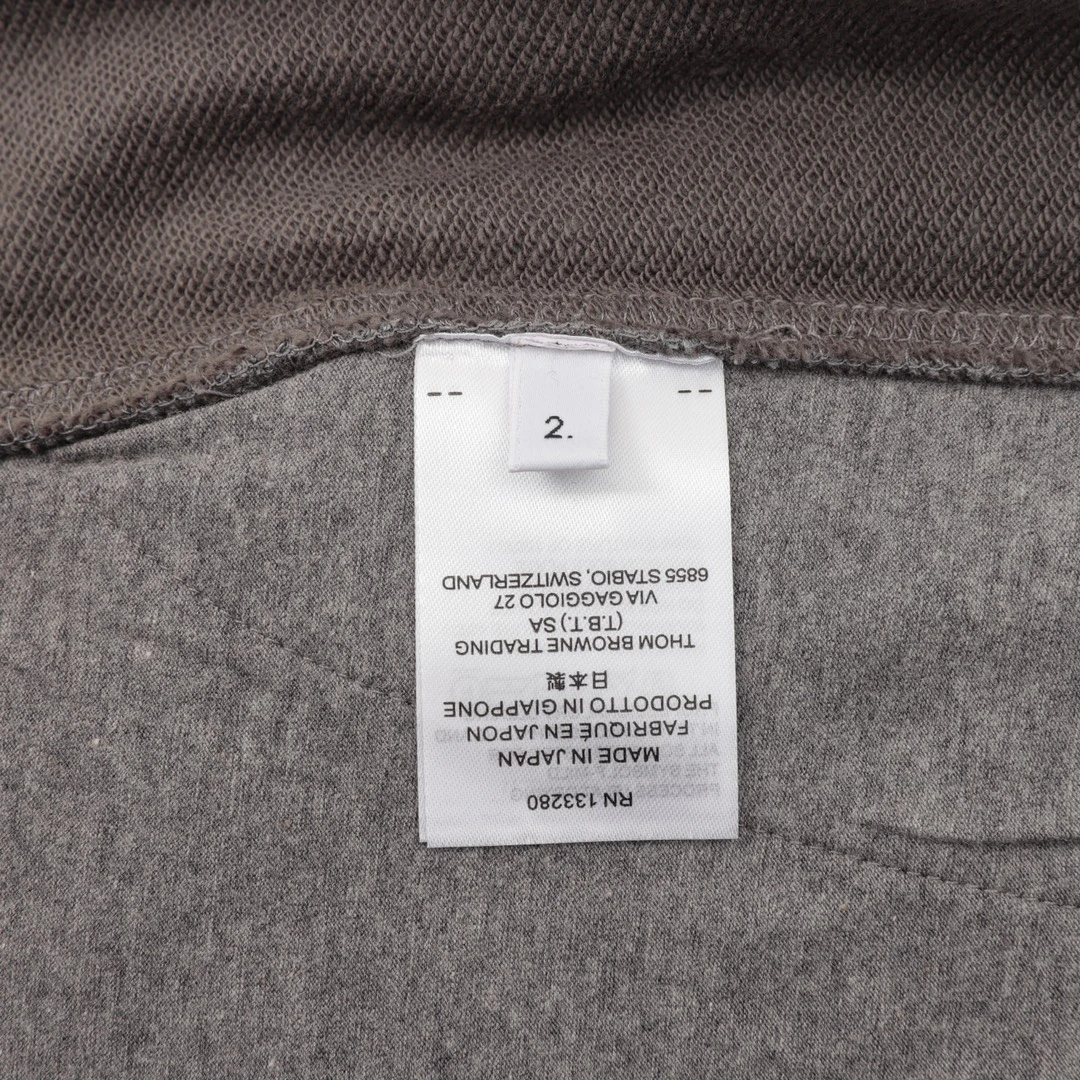 2.
RN 133280
MADE IN JAPAN
FABRIQUÉ EN JAPON
PRODOTTO IN GIAPPONE
日本製
THOM BROWNE TRADING
(T.B.T.) SA
VIA GAGGIOLO 27
6855 STABIO, SWITZERLAND